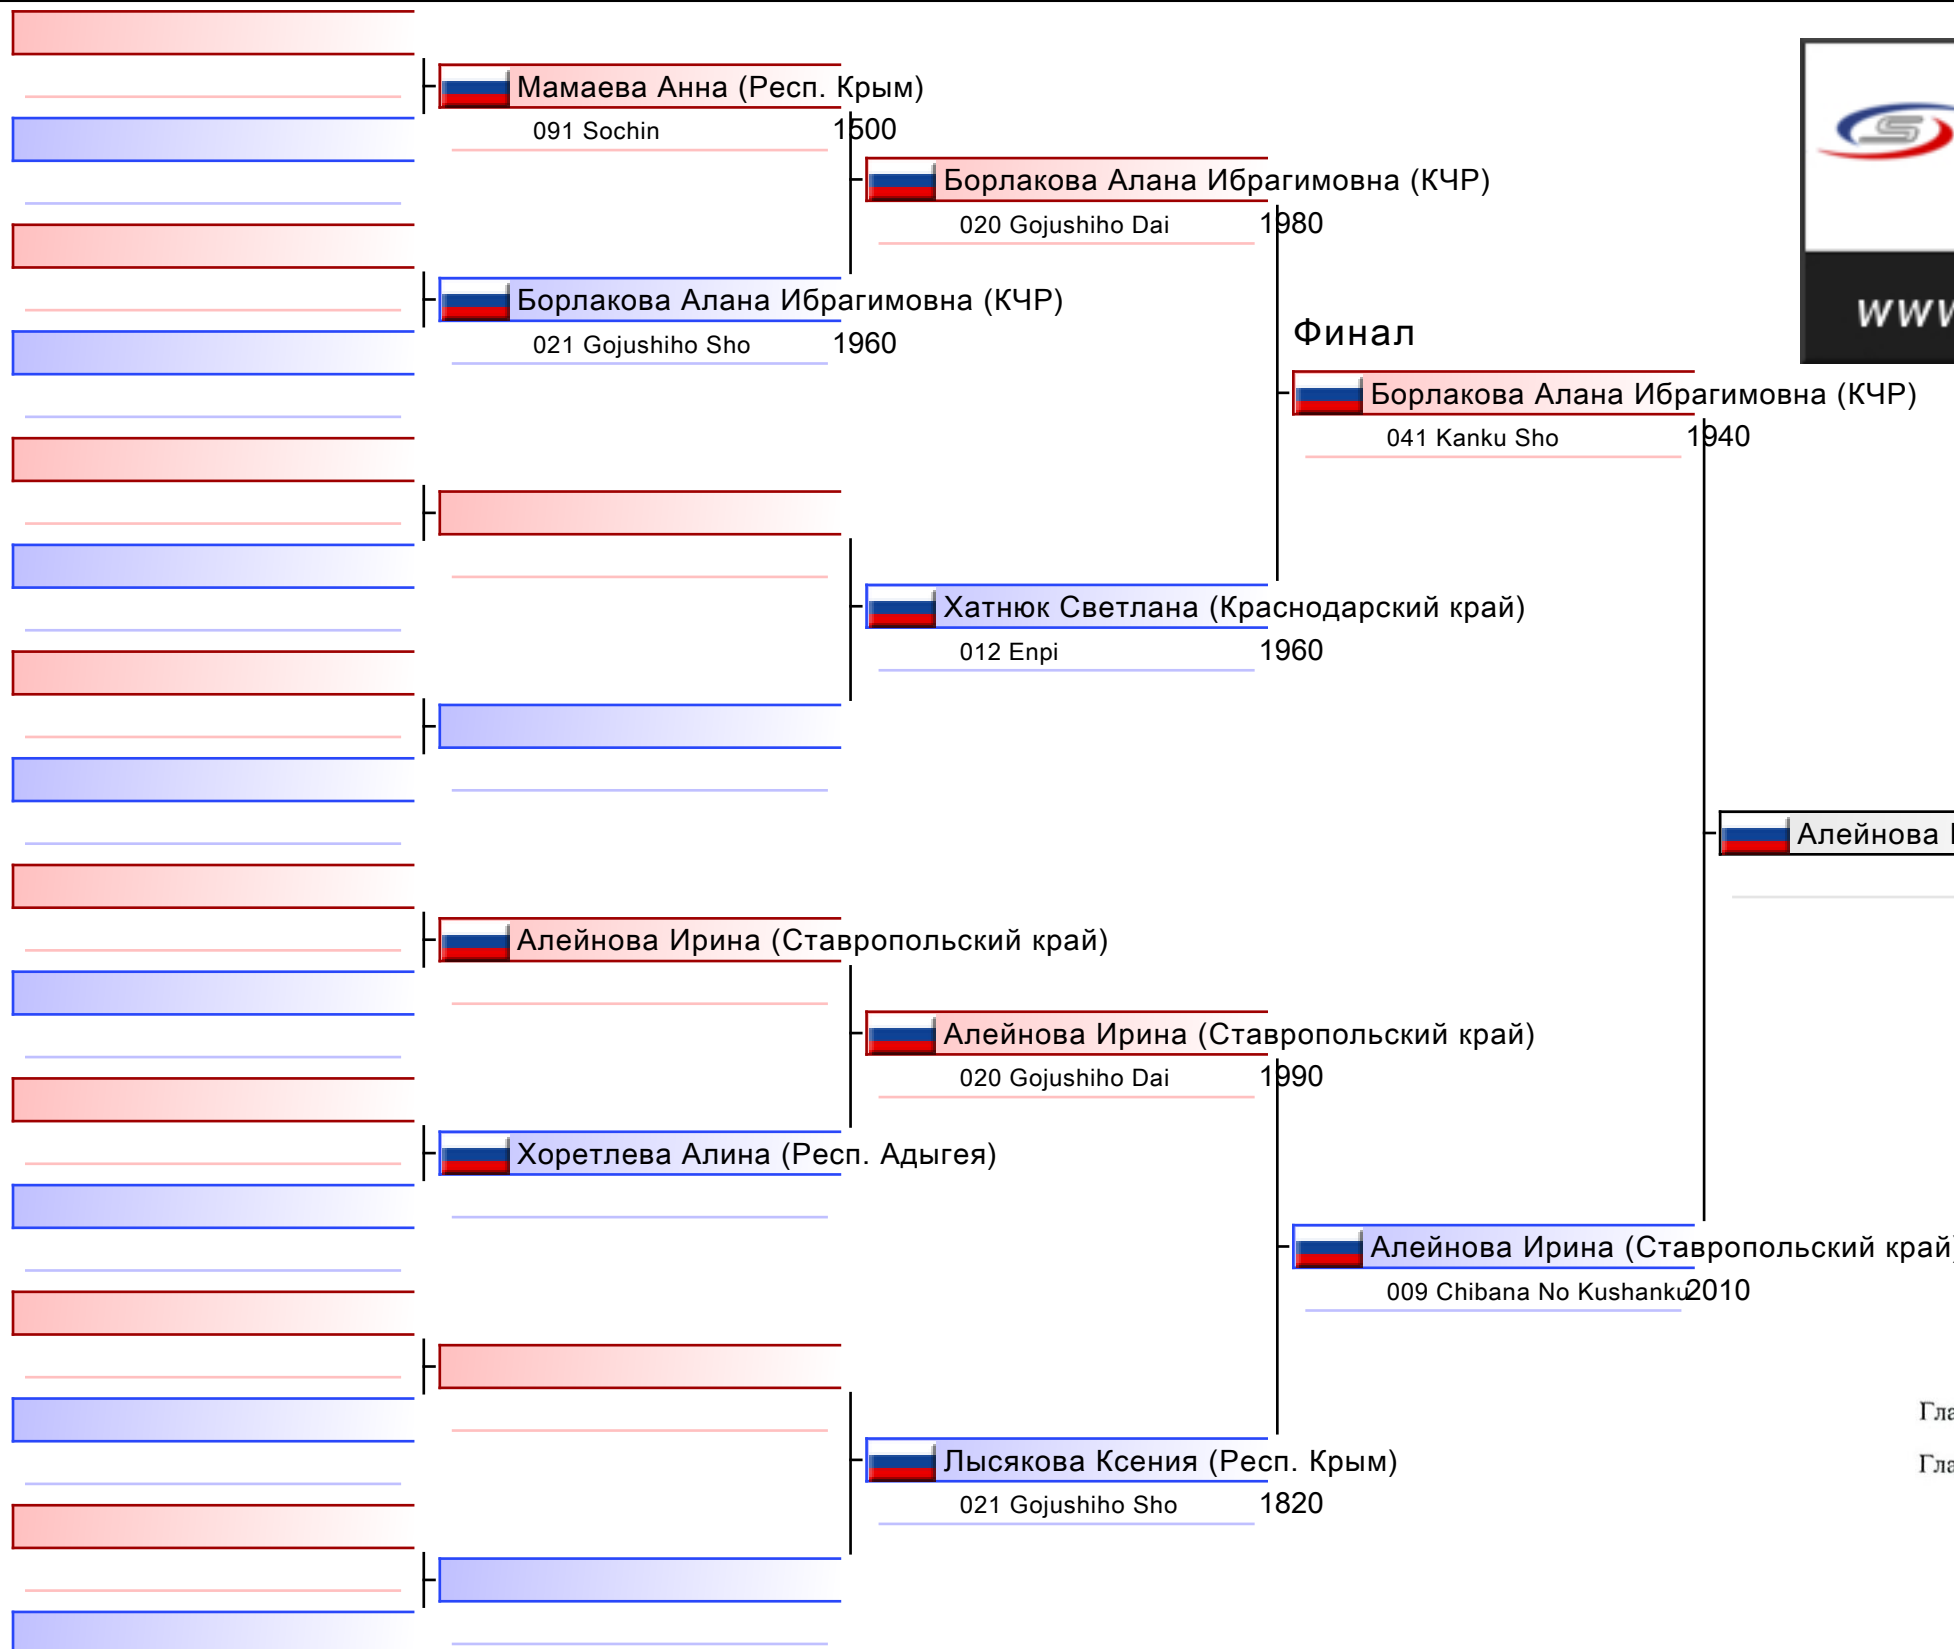 Мамаева Анна (Респ. Крым)
091 Sochin 1500
Борлакова Алана Ибрагимовна (КЧР)
020 Gojushiho Dai 1980
Борлакова Алана Ибрагимовна (КЧР)
021 Gojushiho Sho 1960
Финал
Борлакова Алана Ибрагимовна (КЧР)
041 Kanku Sho 1940
Хатнюк Светлана (Краснодарский край)
012 Enpi 1960
Алейнова
Алейнова Ирина (Ставропольский край)
Алейнова Ирина (Ставропольский край)
020 Gojushiho Dai 1990
Хоретлева Алина (Респ. Адыгея)
Алейнова Ирина (Ставропольский край)
009 Chibana No Kushanku 2010
Лысякова Ксения (Респ. Крым)
021 Gojushiho Sho 1820